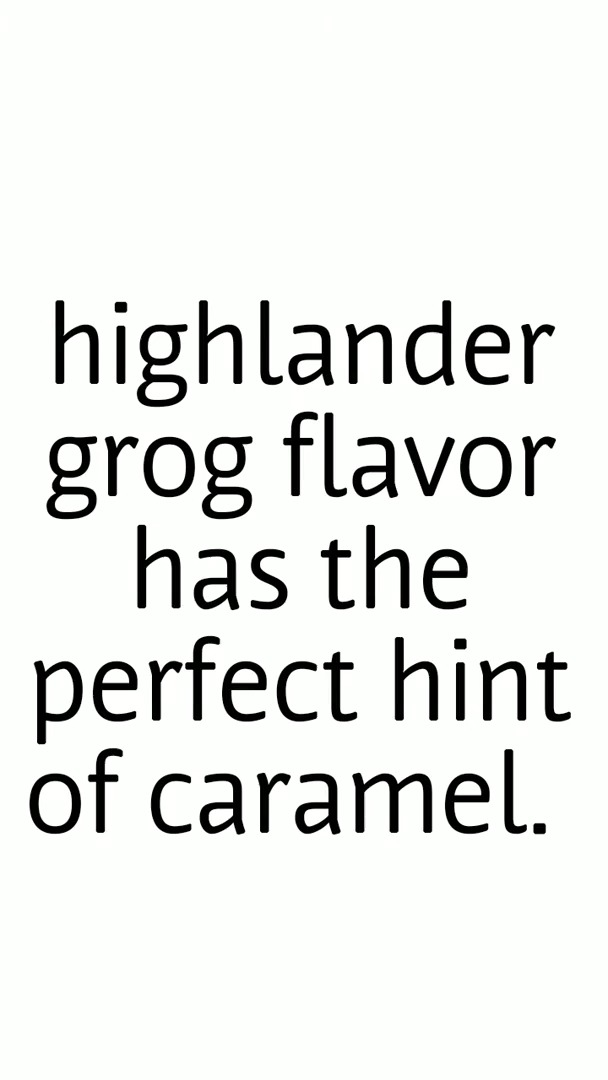 highlander
grog flavor
has the
perfect hint
of caramel.